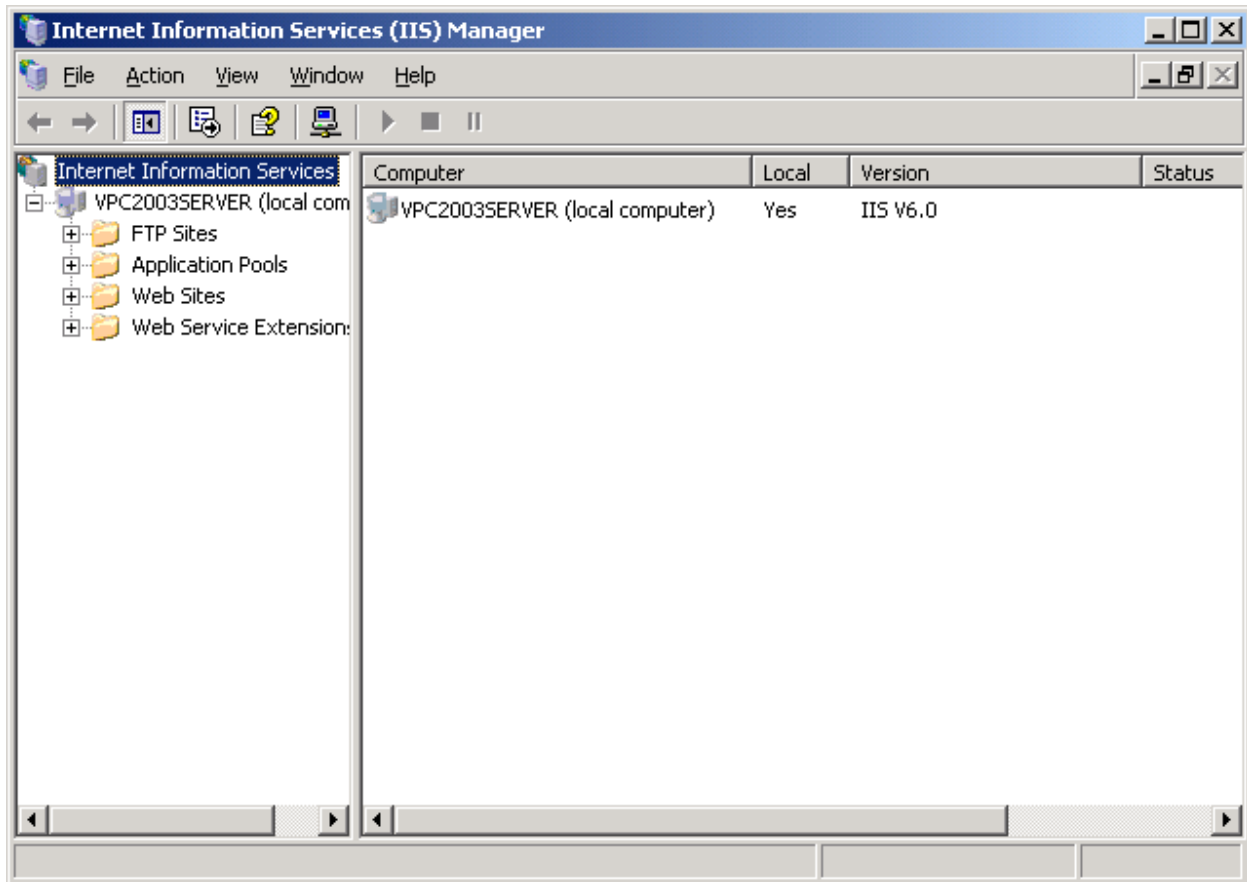 Internet Information Services (IIS) Manager
File Action View Window Help
Internet Information Services
VPC2003SERVER (local com
FTP Sites
Application Pools
Web Sites
Web Service Extensions
Computer Local Version Status
VPC2003SERVER (local computer) Yes IIS V6.0